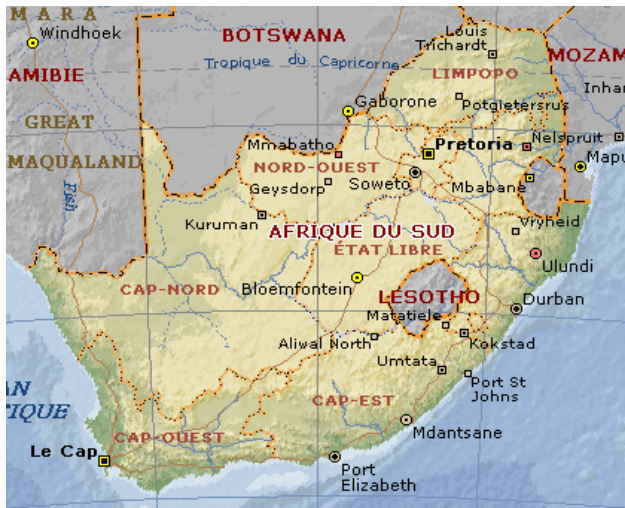 M A R A
Windhoek
BOTSWANA
Louis
Trichardt
Tropique du Capricorne
MOZAM
AMIBIE
LIMPOPO
Inhar
Gaborone
Potgietersrus
GREAT
Mmabatho
Pretoria
Nelspruit
MAQUALAND
NORD-OUEST
Mapu
Fish
Geysdorp
Soweto
Mbabane
Kuruman
AFRIQUE DU SUD
Vryheid
ÉTAT LIBRE
Ulundi
CAP-NORD
Bloemfontein
LESOTHO
Durban
Matatiele
Aliwal North
Kokstad
Umtata
AN
TIQUE
CAP-EST
Port St
Johns
CAP-OUEST
Mdantsane
Le Cap
Port
Elizabeth